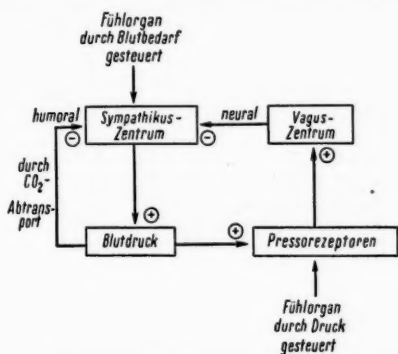 Fühlorgan
durch Blutbedarf
gesteuert
humoral
Sympathikus-
Zentrum
neural
Vagus-
Zentrum
durch
CO₂-
Abtrans-
port
Blutdruck
Pressorezeptoren
Fühlorgan
durch Druck
gesteuert